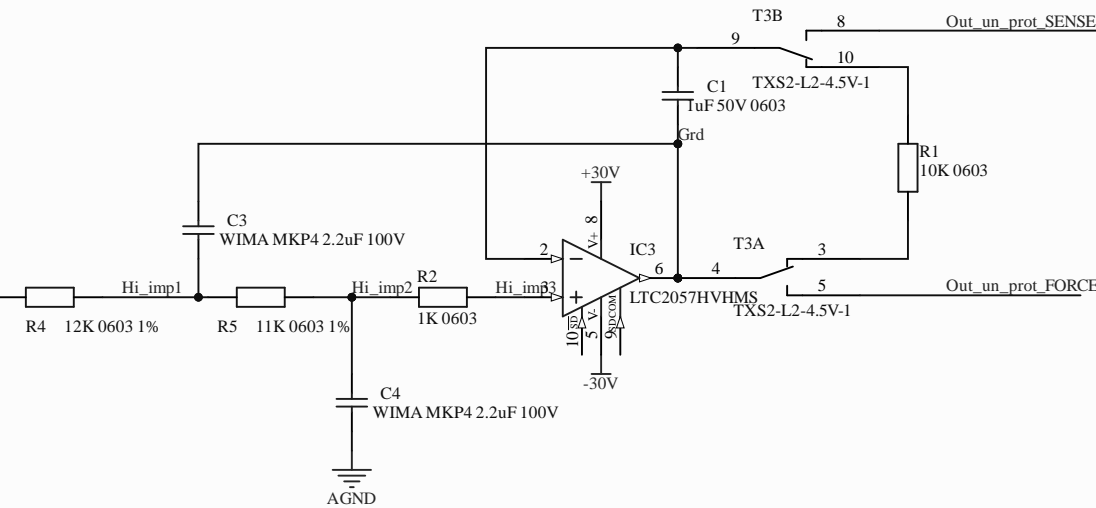 T3B
8
Out_un_prot_SENSE
9
10
TXS2-L2-4.5V-1
C1
1uF 50V 0603
Grd
R1
10K 0603
+30V
C3
WIMA MKP4 2.2uF 100V
8
V+
IC3
T3A
3
2
6
4
5
Out_un_prot_FORCE
Hi_imp1
Hi_imp2
R2
Hi_imp3
3
LTC2057HVHMS
TXS2-L2-4.5V-1
R4
12K 0603 1%
R5
11K 0603 1%
1K 0603
10
SD
5
V-
9
SDCOM
-30V
C4
WIMA MKP4 2.2uF 100V
AGND